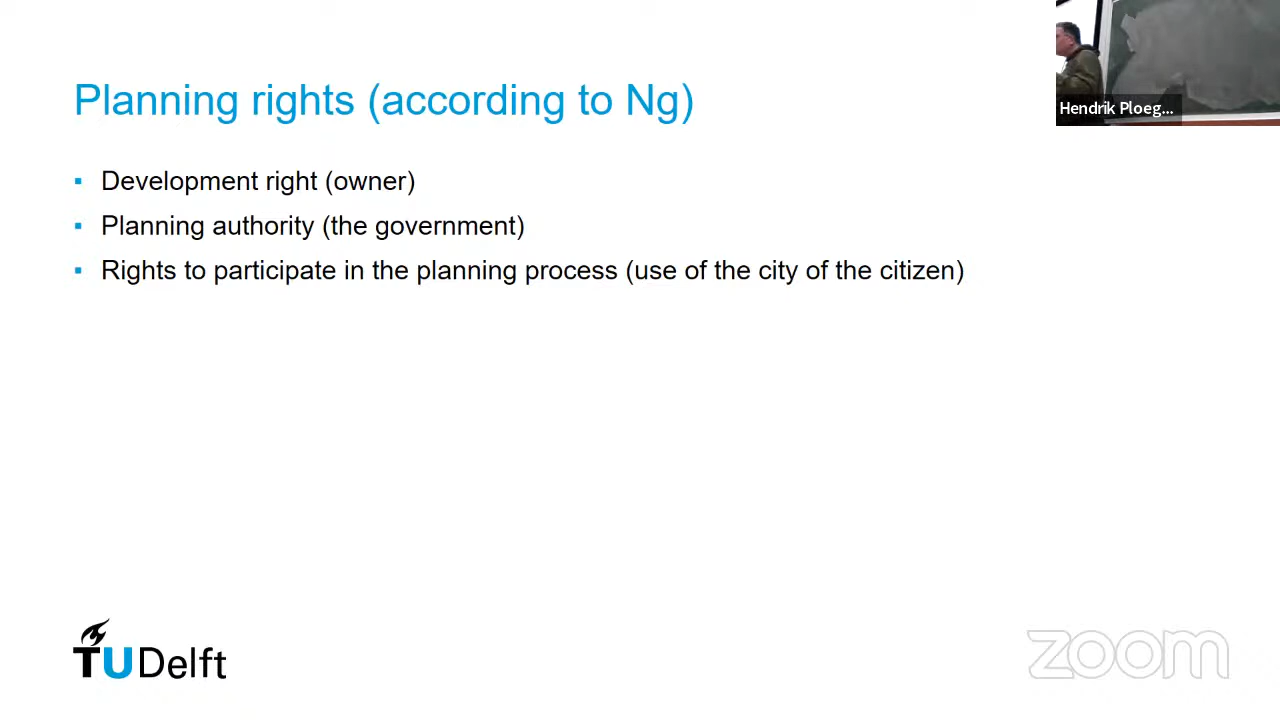 Planning rights (according to Ng)
Hendrik Ploeg...
▪ Development right (owner)
▪ Planning authority (the government)
▪ Rights to participate in the planning process (use of the city of the citizen)
TU Delft
zoom